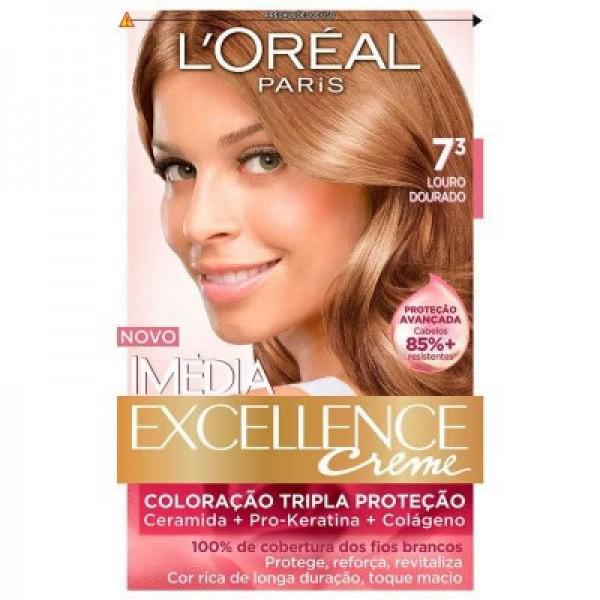 L'ORÉAL
PARIS
7³
LOURO
DOURADO
PROTEÇÃO
AVANÇADA
Cabelos
85%+
resistentes*
NOVO
IMÉDIA
EXCELLENCE
Creme
COLORAÇÃO TRIPLA PROTEÇÃO
Ceramida + Pro-Keratina + Colágeno
100% de cobertura dos fios brancos
Protege, reforça, revitaliza
Cor rica de longa duração, toque macio